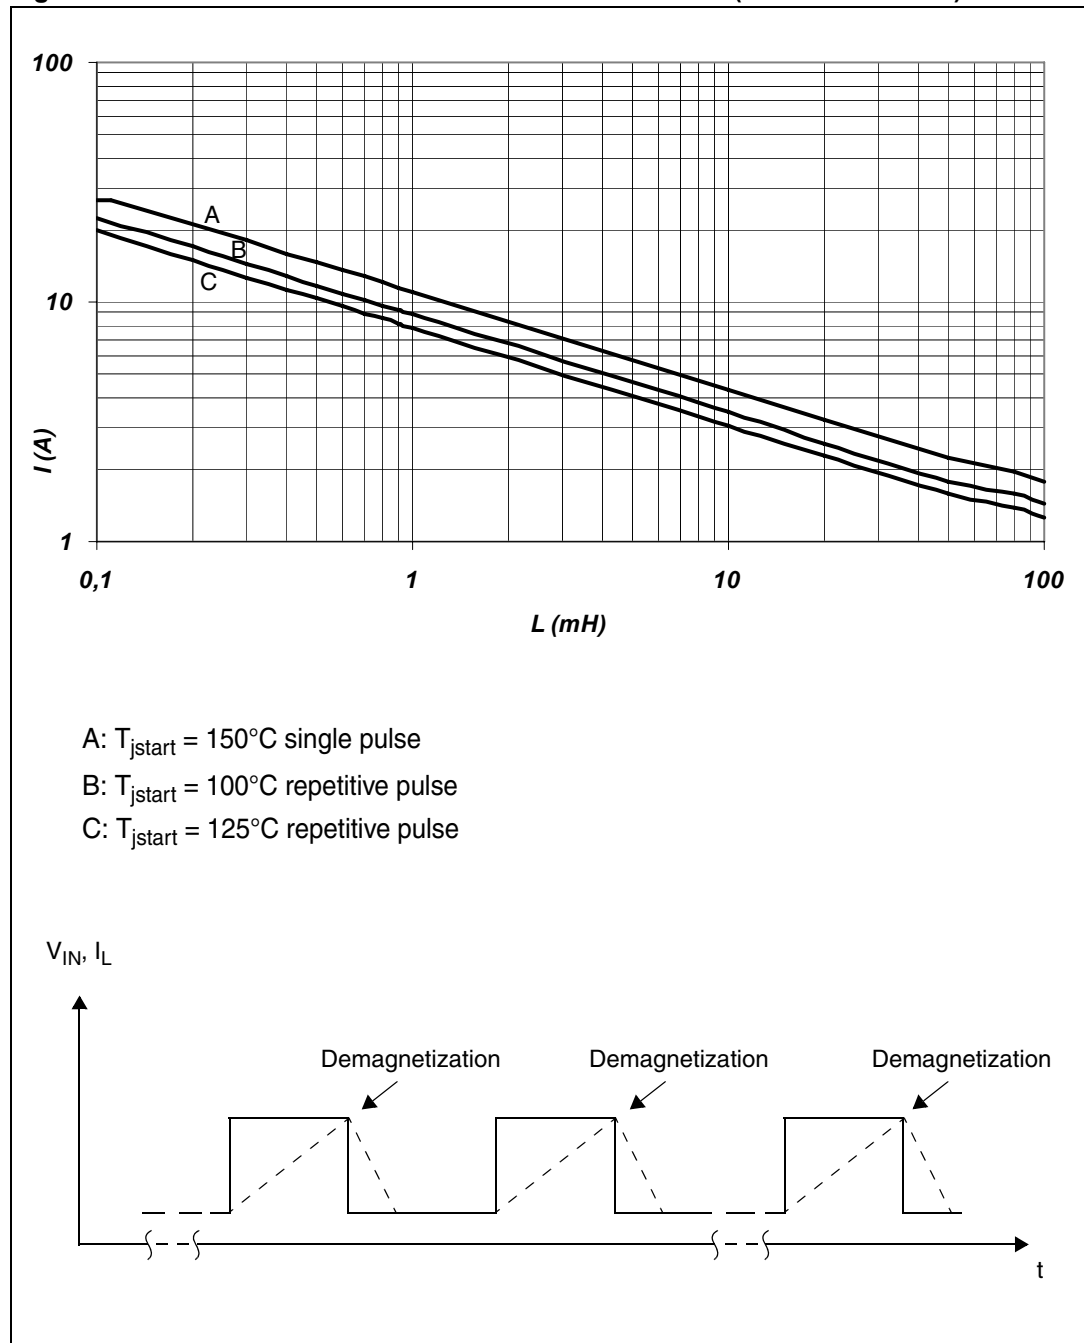 100
A
B
C
10
I (A)
1
0,1 1 10 100
L (mH)
A: Tjstart = 150°C single pulse
B: Tjstart = 100°C repetitive pulse
C: Tjstart = 125°C repetitive pulse
VIN, IL
Demagnetization Demagnetization Demagnetization
t